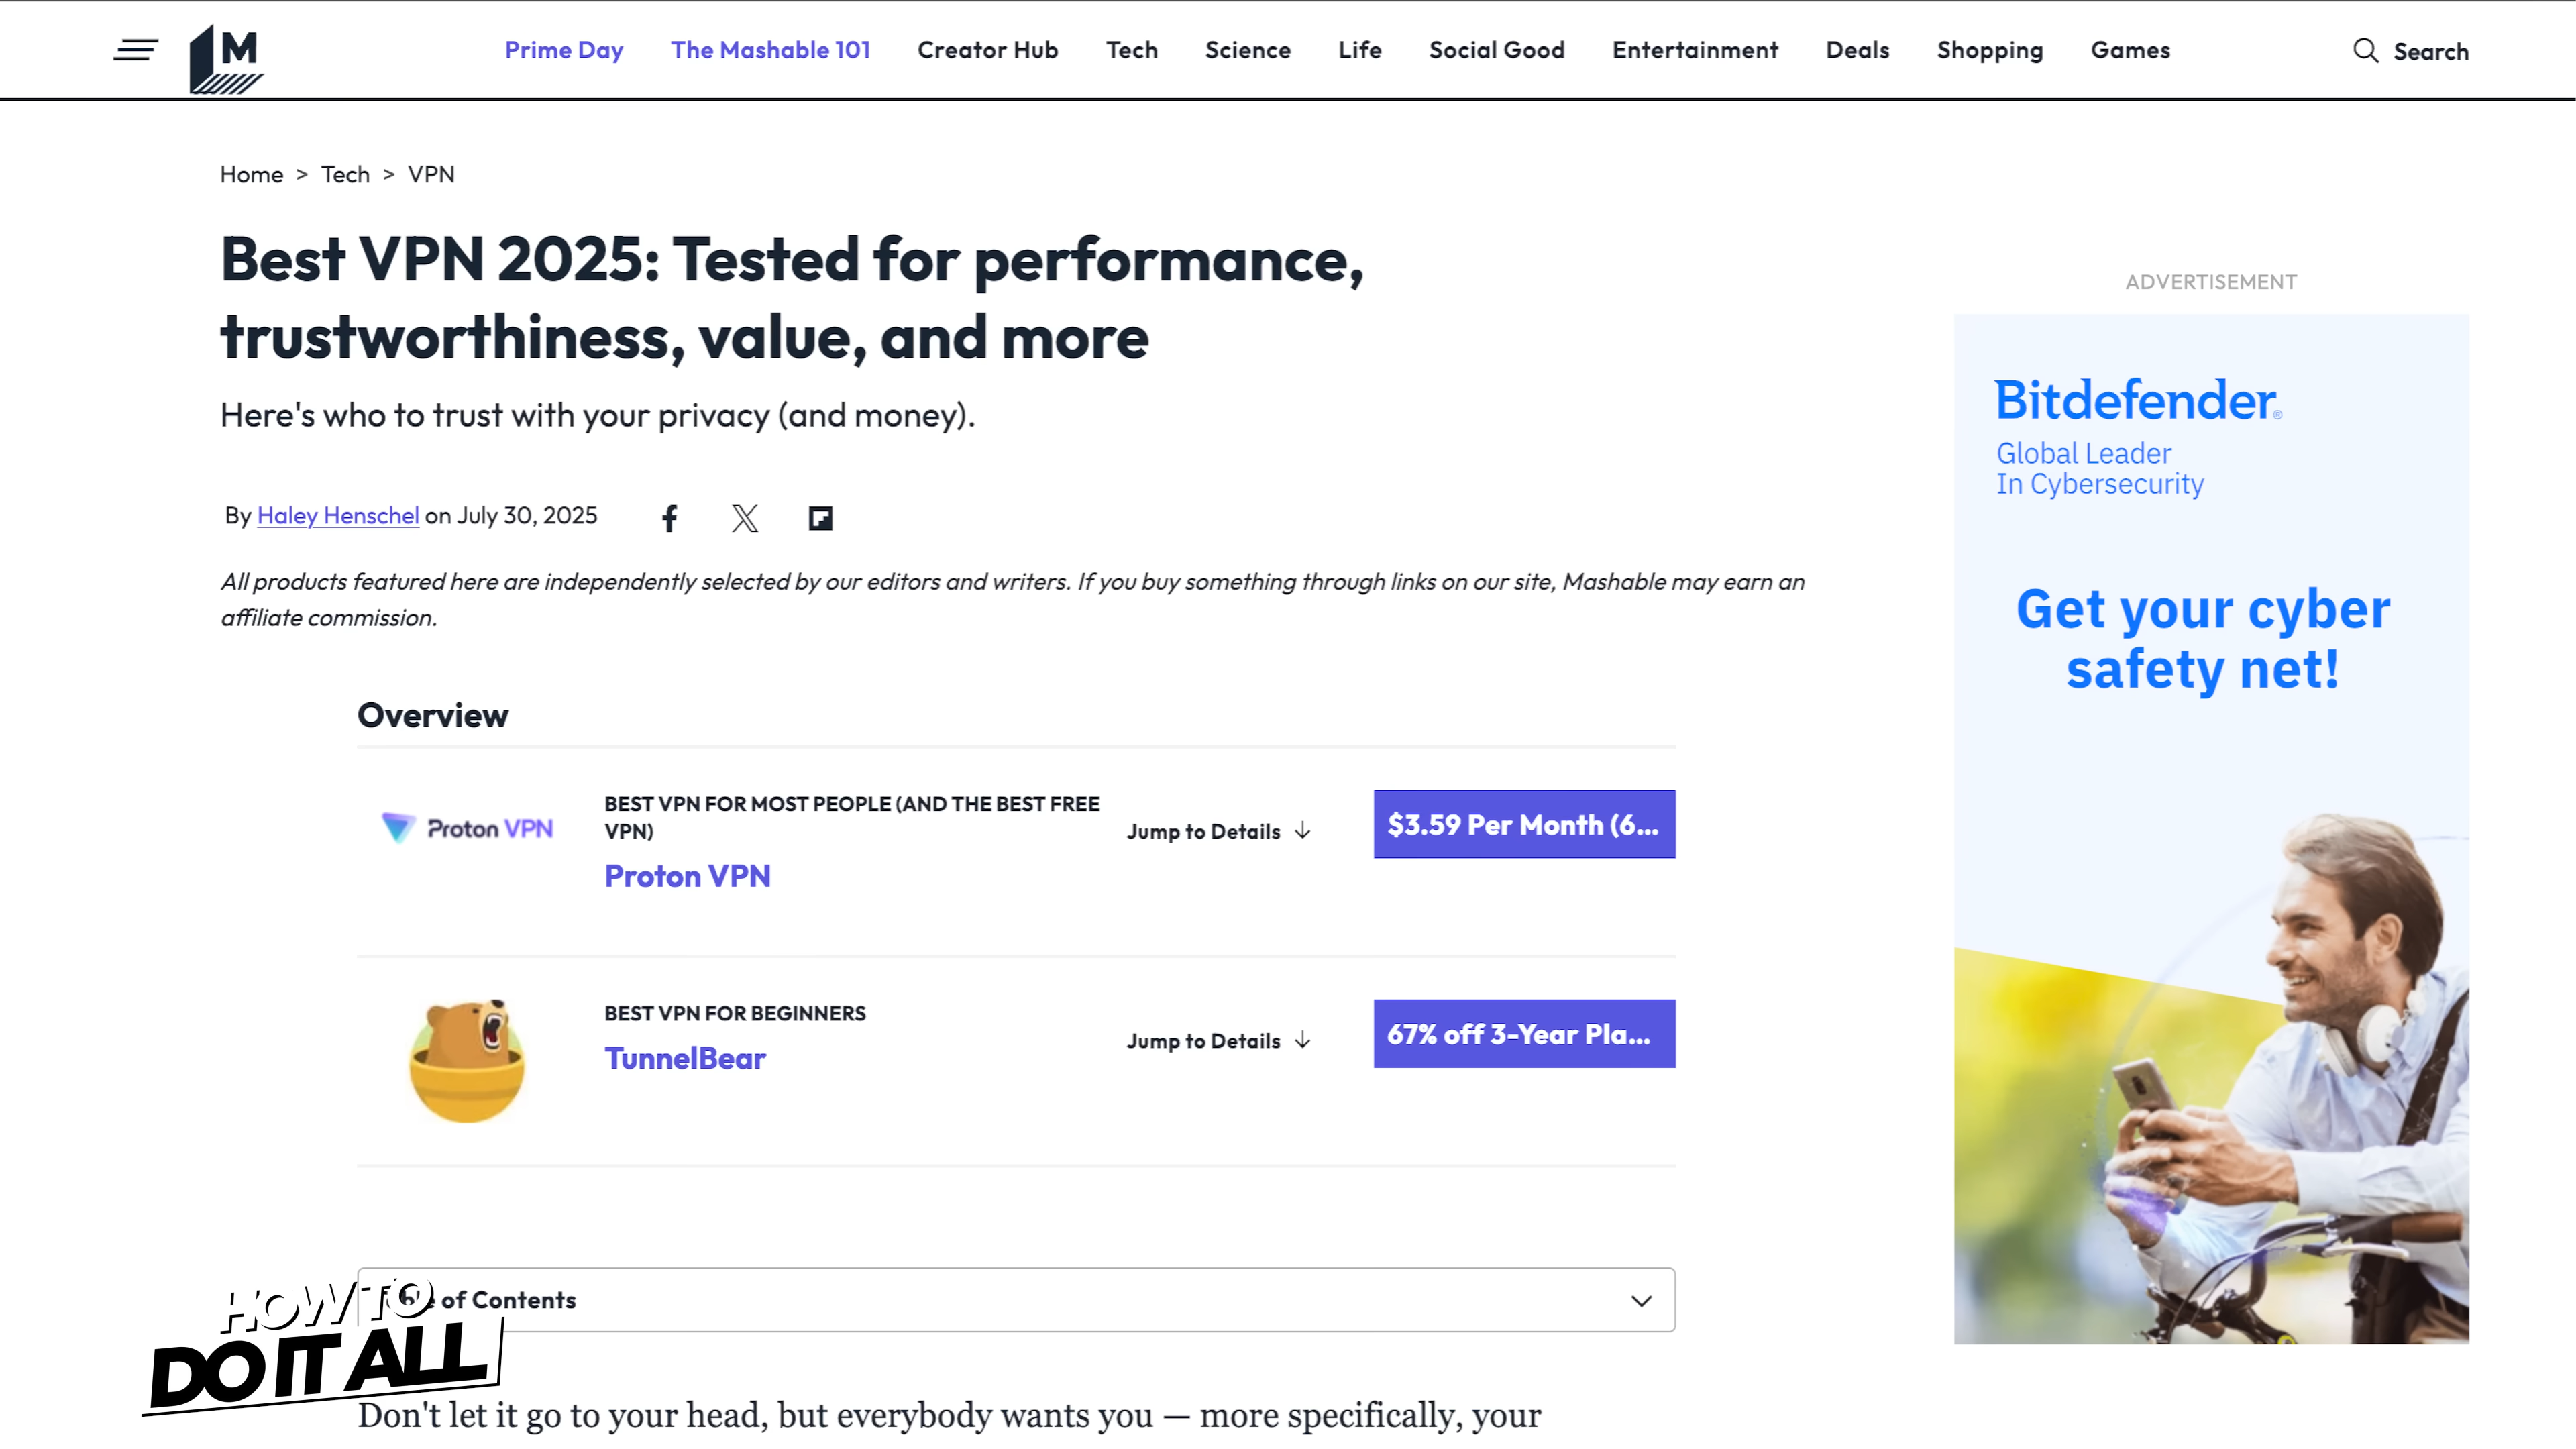 M
Prime Day
The Mashable 101
Creator Hub
Tech
Science
Life
Social Good
Entertainment
Deals
Shopping
Games
Search
Home > Tech > VPN
Best VPN 2025: Tested for performance,
trustworthiness, value, and more
Here's who to trust with your privacy (and money).
By Haley Henschel on July 30, 2025
All products featured here are independently selected by our editors and writers. If you buy something through links on our site, Mashable may earn an
affiliate commission.
Overview
Proton VPN
BEST VPN FOR MOST PEOPLE (AND THE BEST FREE
VPN)
Proton VPN
Jump to Details ↓
$3.59 Per Month (6...
BEST VPN FOR BEGINNERS
TunnelBear
Jump to Details ↓
67% off 3-Year Pla...
of Contents
HOW TO
DO IT ALL
Don't let it go to your head, but everybody wants you — more specifically, your
ADVERTISEMENT
Bitdefender®
Global Leader
In Cybersecurity
Get your cyber
safety net!